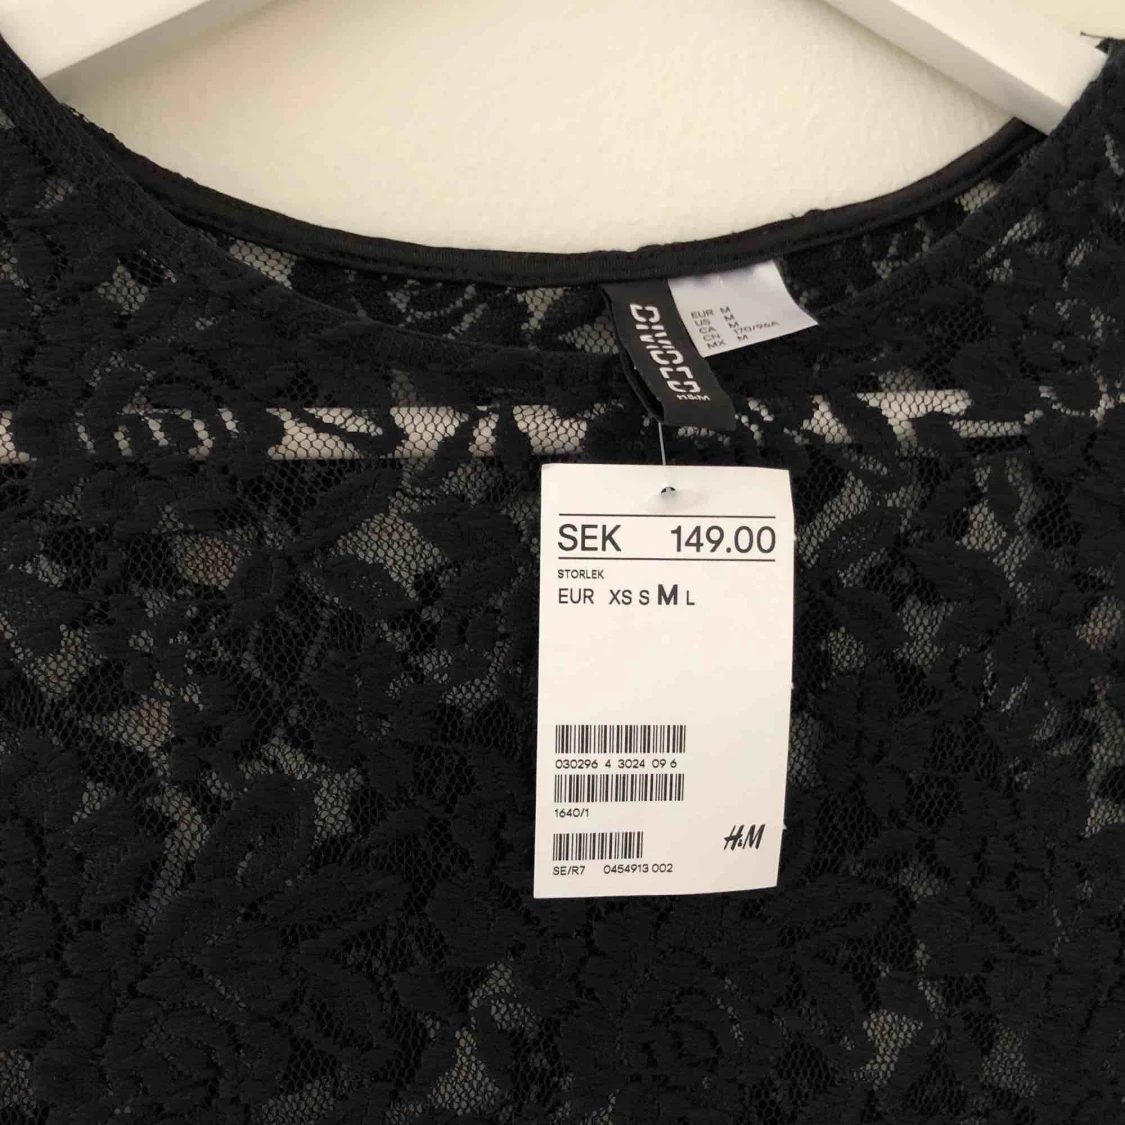 DIVIDED
H&M
EUR M
US M
CA M
CN 170/96A
MX M
SEK 149.00
STORLEK
EUR XS S M L
030296 4 3024 09 6
1640/1
H&M
SE/R7 0454913 002